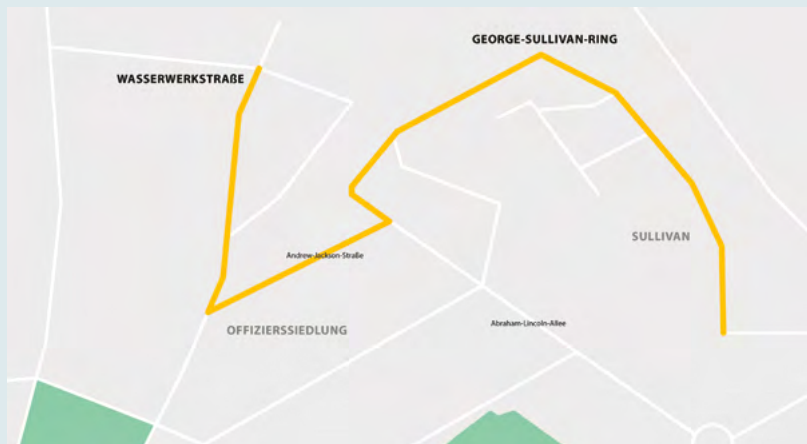 GEORGE-SULLIVAN-RING
WASSERWERKSTRAßE
SULLIVAN
Andrew-Jackson-Straße
Abraham-Lincoln-Allee
OFFIZIERSSIEDLUNG